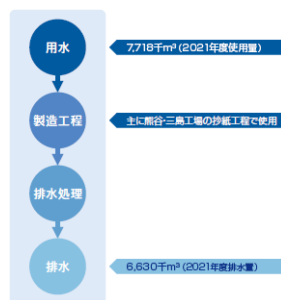 用水
7,718千m³(2021年度使用量)
製造工程
主に熊谷・三島工場の抄紙工程で使用
排水処理
排水
6,630千m³(2021年度排水量)